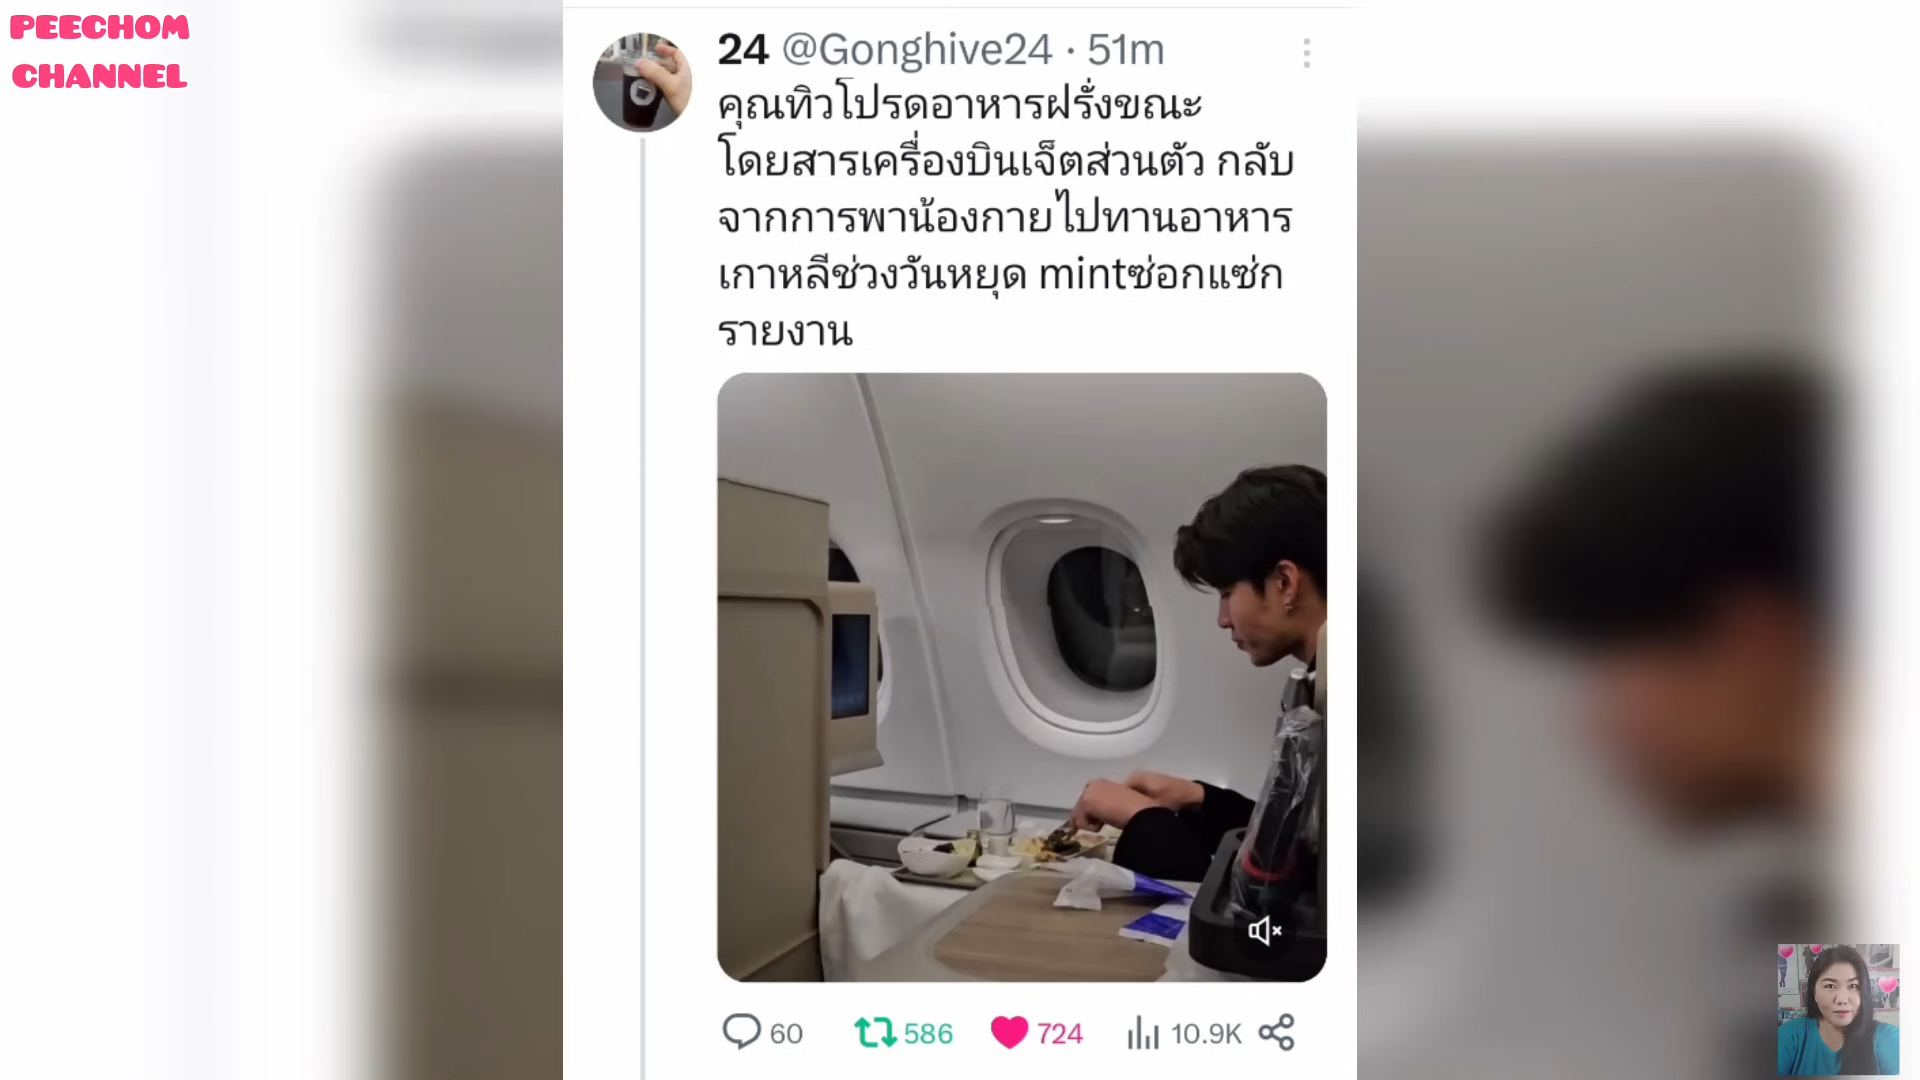 PEECHOM
CHANNEL
24 @Gonghive24 · 51m
คุณทิวโปรดอาหารฝรั่งขณะ
โดยสารเครื่องบินเจ็ตส่วนตัว กลับ
จากการพาน้องกายไปทานอาหาร
เกาหลีช่วงวันหยุด mintซ่อกแซ่ก
รายงาน
60 586 724 10.9K